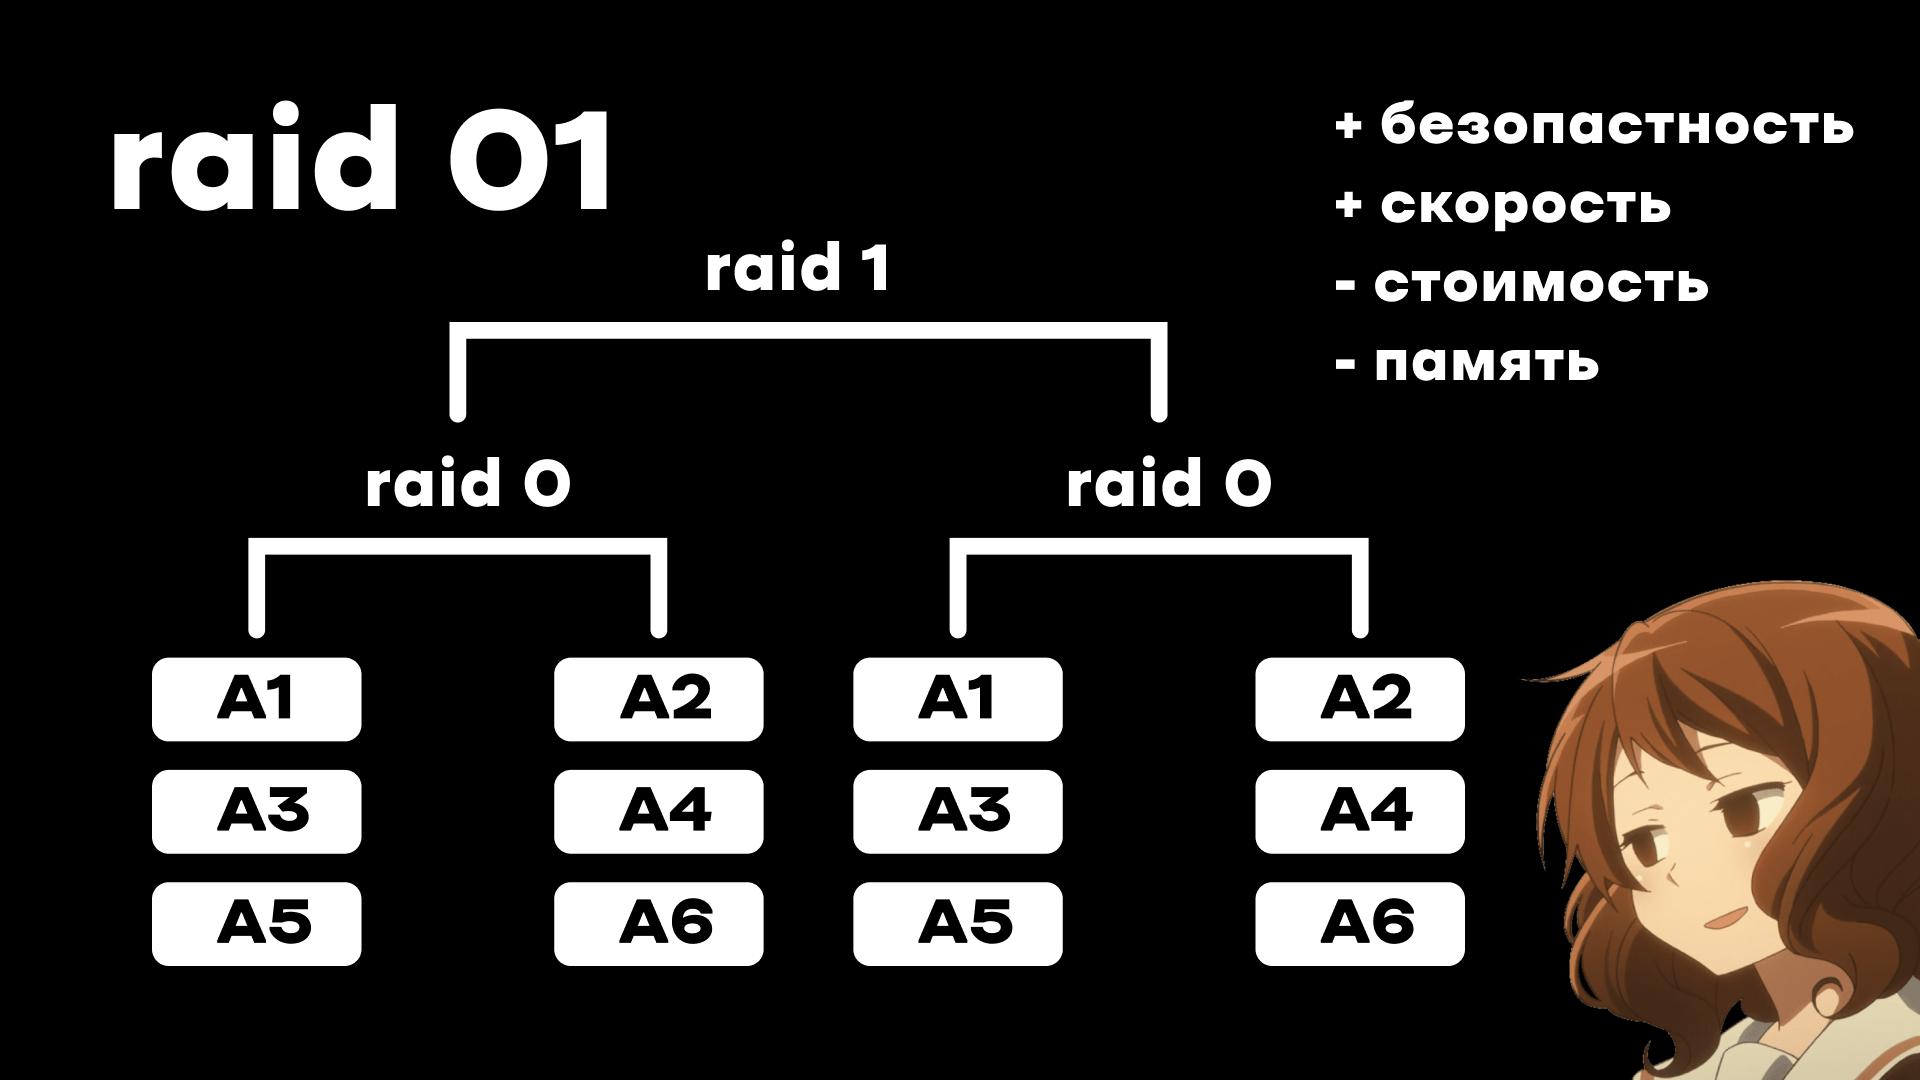 raid 01
+ безопастность
+ скорость
- стоимость
- память
raid 1
raid 0
raid 0
A1
A2
A1
A2
A3
A4
A3
A4
A5
A6
A5
A6